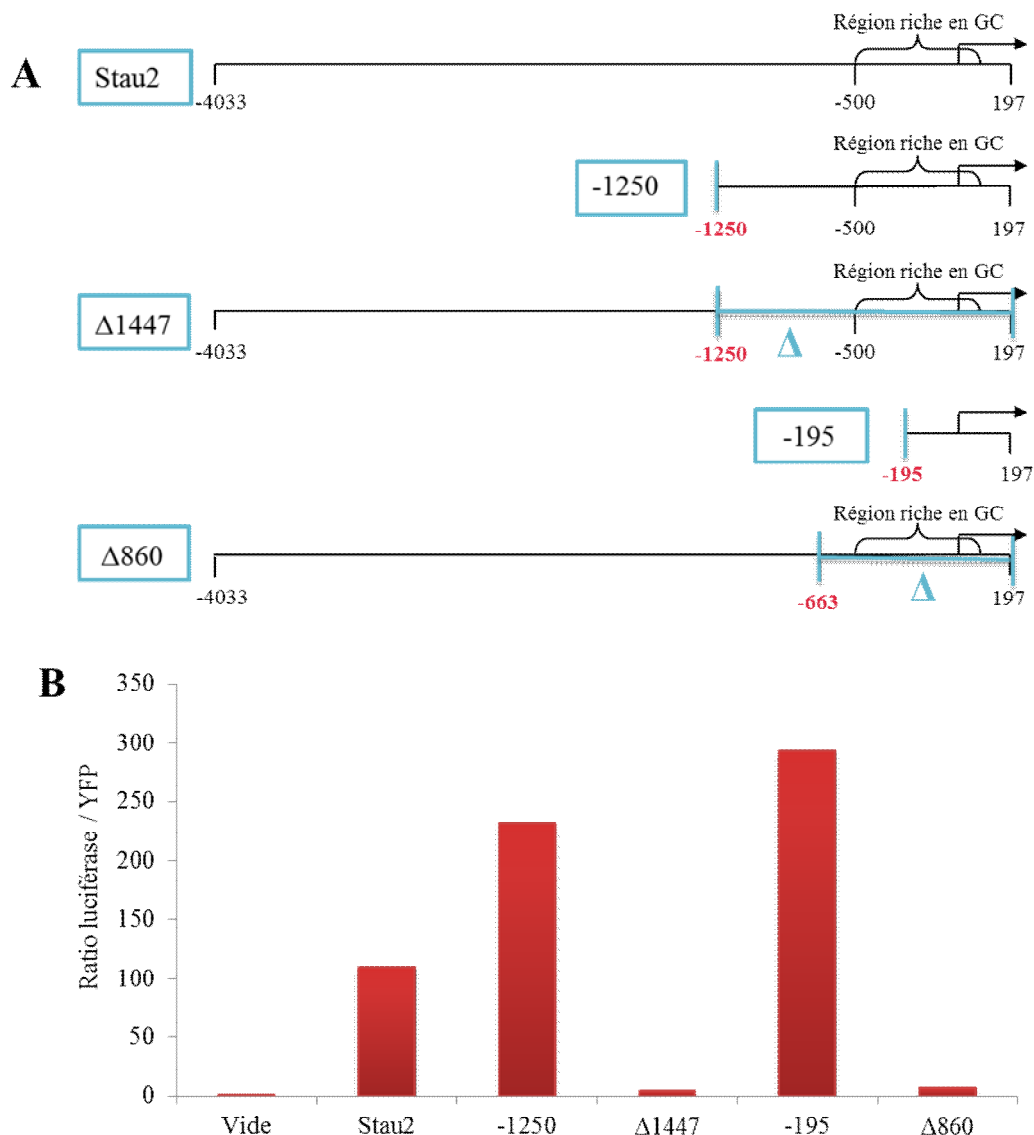 A
Région riche en GC
Stau2
-4033
-500
197
Région riche en GC
-1250
-1250
-500
197
Région riche en GC
Δ1447
-4033
-1250
Δ
-500
197
-195
-195
197
Région riche en GC
Δ860
-4033
-663
Δ
197
B
Ratio luciférase / YFP
350
300
250
200
150
100
50
0
Vide
Stau2
-1250
Δ1447
-195
Δ860